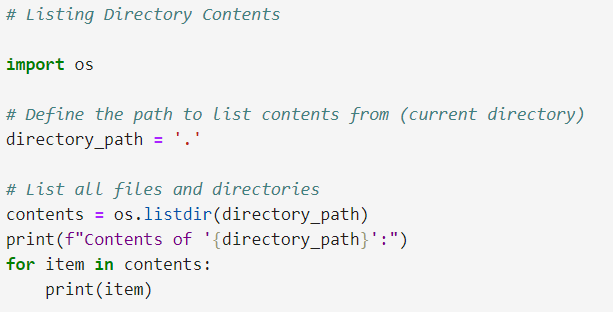 # Listing Directory Contents
import os
# Define the path to list contents from (current directory)
directory_path = '.'
# List all files and directories
contents = os.listdir(directory_path)
print(f"Contents of '{directory_path}':")
for item in contents:
    print(item)